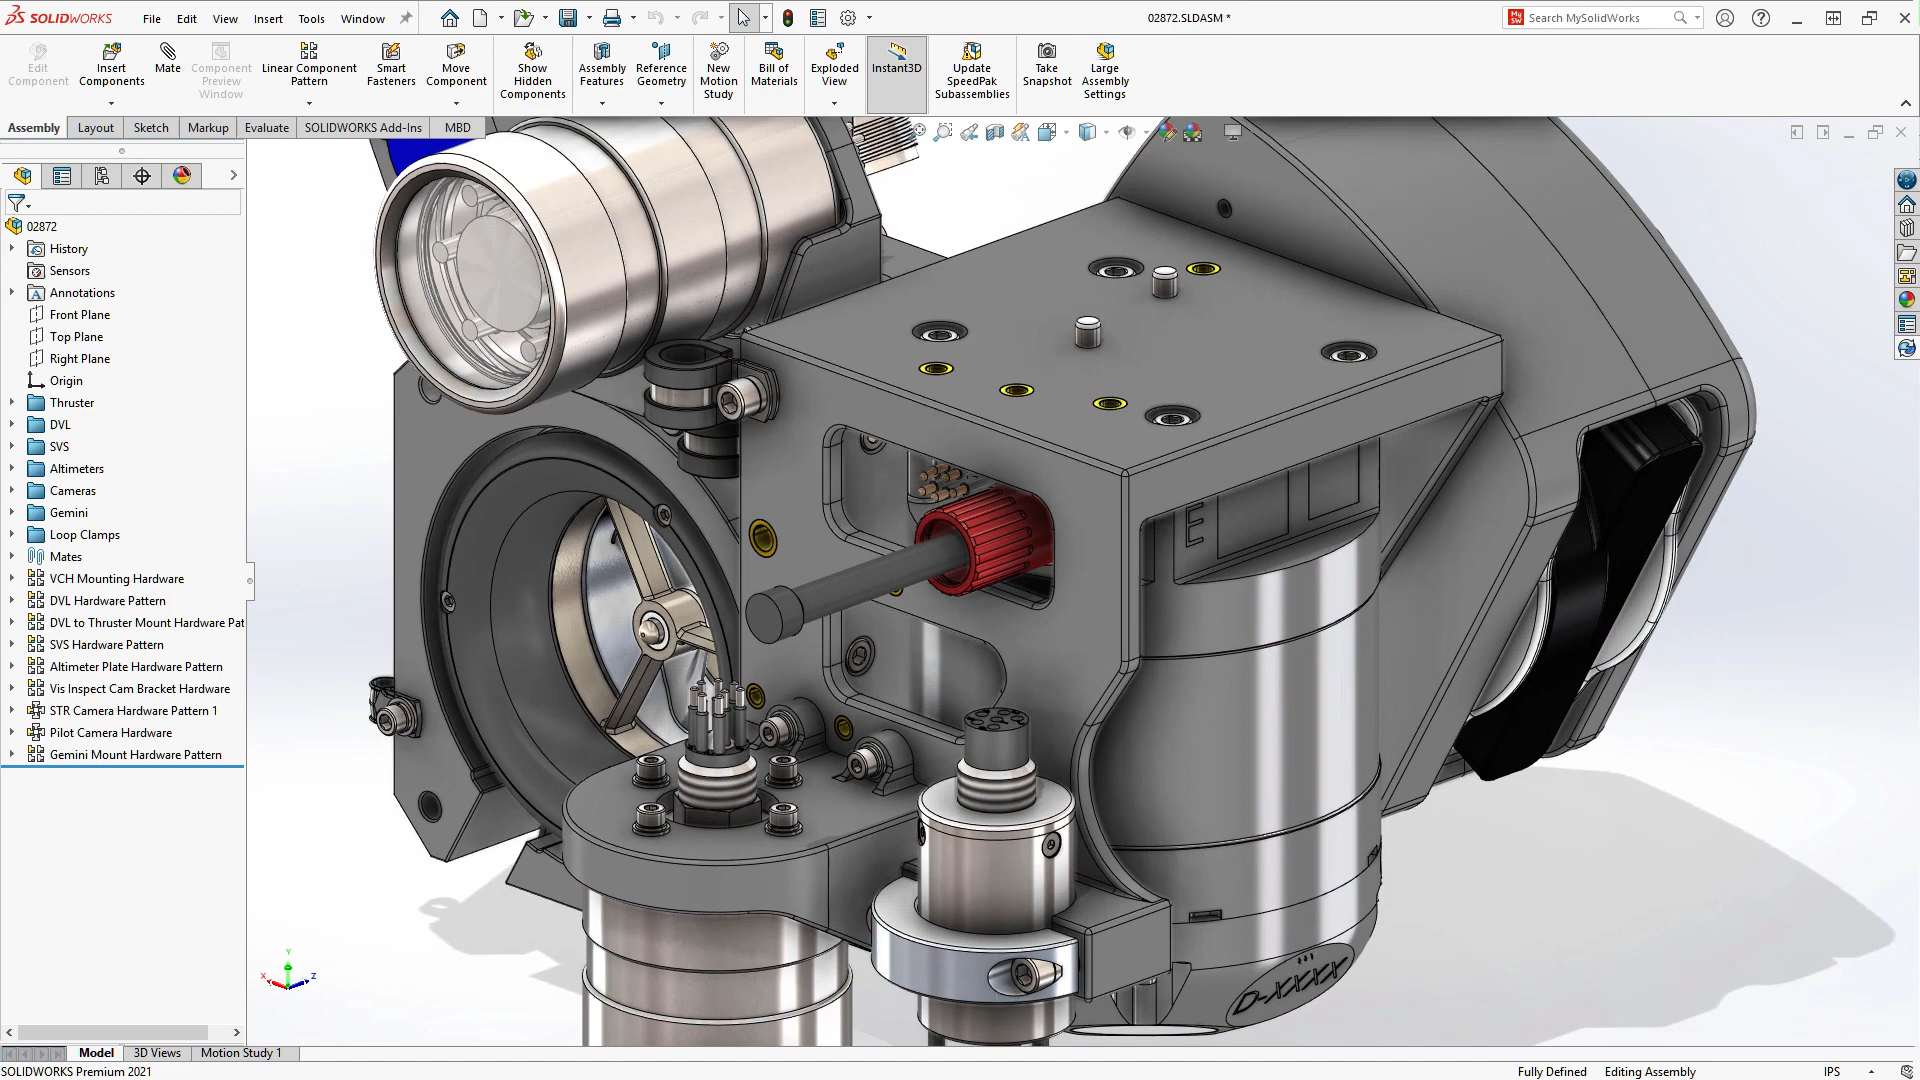 SOLIDWORKS File Edit View Insert Tools Window 02872.SLDASM * Search MySolidWorks
Edit Component
Insert Components
Mate
Component Preview Window
Linear Component Pattern
Smart Fasteners
Move Component
Show Hidden Components
Assembly Features
Reference Geometry
New Motion Study
Bill of Materials
Exploded View
Instant3D
Update SpeedPak Subassemblies
Take Snapshot
Large Assembly Settings
Assembly Layout Sketch Markup Evaluate SOLIDWORKS Add-Ins MBD
02872
History
Sensors
Annotations
Front Plane
Top Plane
Right Plane
Origin
Thruster
DVL
SVS
Altimeters
Cameras
Gemini
Loop Clamps
Mates
VCH Mounting Hardware
DVL Hardware Pattern
DVL to Thruster Mount Hardware Pat
SVS Hardware Pattern
Altimeter Plate Hardware Pattern
Vis Inspect Cam Bracket Hardware
STR Camera Hardware Pattern 1
Pilot Camera Hardware
Gemini Mount Hardware Pattern
E
D-XXXX
Y
X
Z
Model 3D Views Motion Study 1
SOLIDWORKS Premium 2021 Fully Defined Editing Assembly IPS